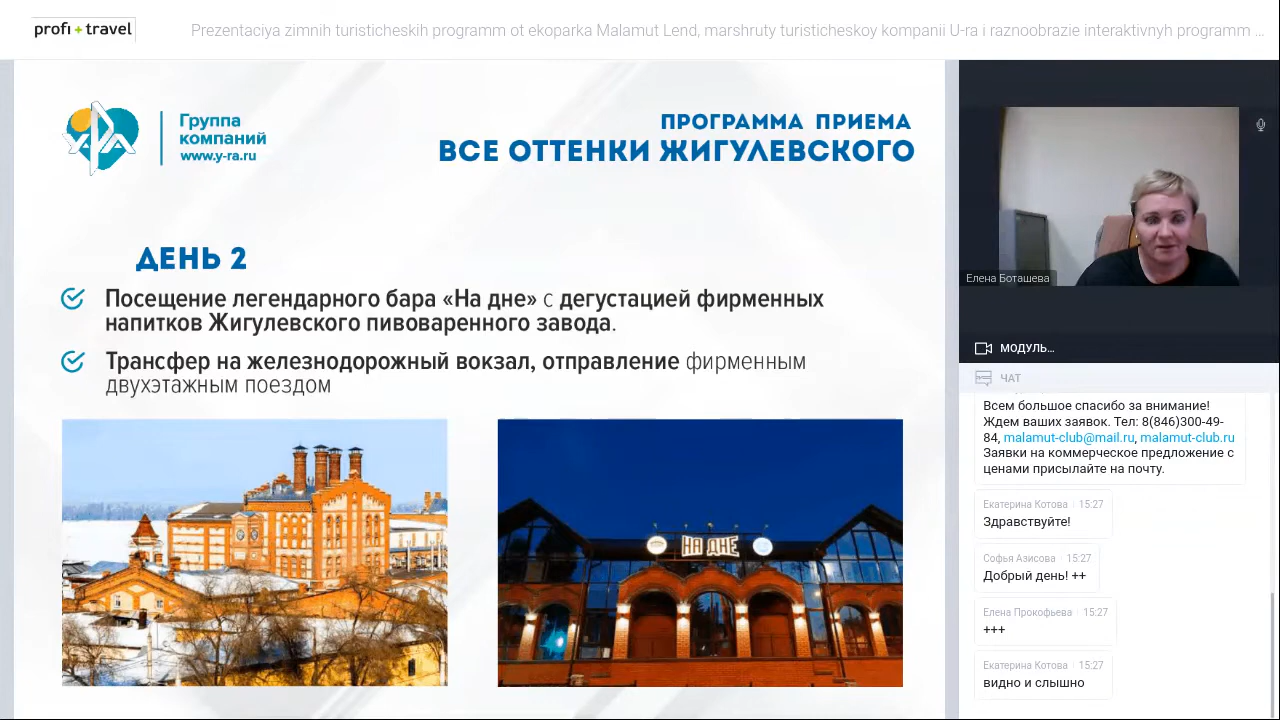 profi + travel
Prezentaciya zimnih turisticheskih programm ot ekoparka Malamut Lend, marshruty turisticheskoy kompanii U-ra i raznoobrazie interaktivnyh programm ...
УРА
Группа
компаний
www.y-ra.ru
ПРОГРАММА ПРИЕМА
ВСЕ ОТТЕНКИ ЖИГУЛЕВСКОГО
ДЕНЬ 2
Посещение легендарного бара «На дне» с дегустацией фирменных
напитков Жигулевского пивоваренного завода.
Трансфер на железнодорожный вокзал, отправление фирменным
двухэтажным поездом
НА ДНЕ
Елена Боташева
МОДУЛЬ...
ЧАТ
Всем большое спасибо за внимание!
Ждем ваших заявок. Тел: 8(846)300-49-
84, malamut-club@mail.ru, malamut-club.ru
Заявки на коммерческое предложение с
ценами присылайте на почту.
Екатерина Котова 15:27
Здравствуйте!
Софья Азисова 15:27
Добрый день! ++
Елена Прокофьева 15:27
+++
Екатерина Котова 15:27
видно и слышно